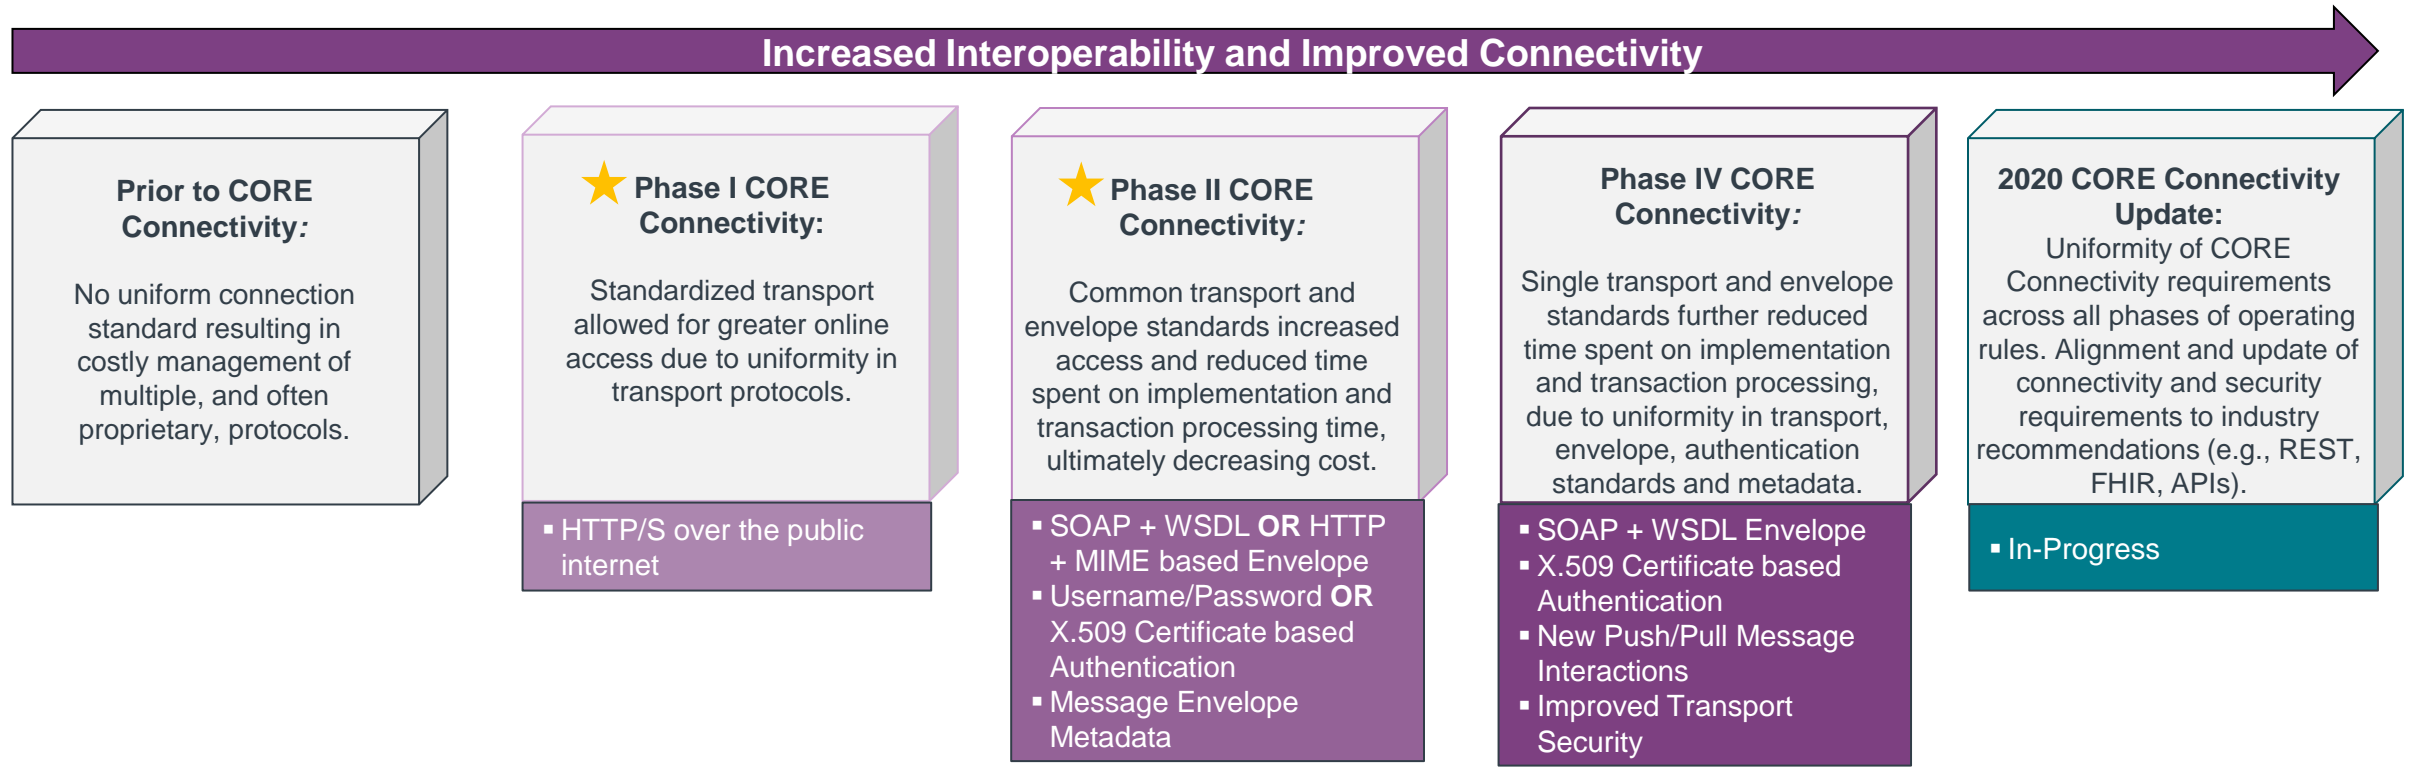 Increased Interoperability and Improved Connectivity
Prior to CORE
Connectivity:
No uniform connection
standard resulting in
costly management of
multiple, and often
proprietary, protocols.
Phase I CORE
Connectivity:
Standardized transport
allowed for greater online
access due to uniformity in
transport protocols.
▪ HTTP/S over the public
internet
Phase II CORE
Connectivity:
Common transport and
envelope standards increased
access and reduced time
spent on implementation and
transaction processing time,
ultimately decreasing cost.
▪ SOAP + WSDL OR HTTP
+ MIME based Envelope
▪ Username/Password OR
X.509 Certificate based
Authentication
▪ Message Envelope
Metadata
Phase IV CORE
Connectivity:
Single transport and envelope
standards further reduced
time spent on implementation
and transaction processing,
due to uniformity in transport,
envelope, authentication
standards and metadata.
▪ SOAP + WSDL Envelope
▪ X.509 Certificate based
Authentication
▪ New Push/Pull Message
Interactions
▪ Improved Transport
Security
2020 CORE Connectivity
Update:
Uniformity of CORE
Connectivity requirements
across all phases of operating
rules. Alignment and update of
connectivity and security
requirements to industry
recommendations (e.g., REST,
FHIR, APIs).
▪ In-Progress